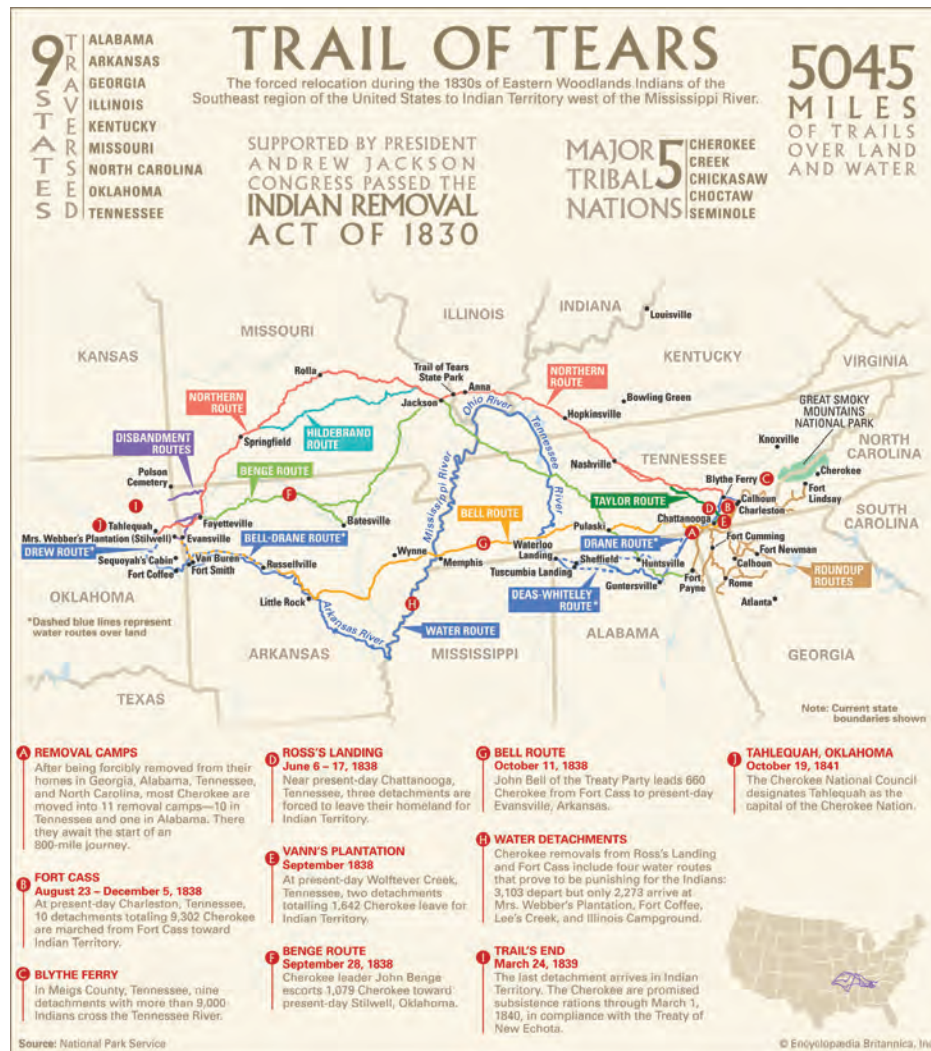 9
STATES
TRAVERSED
ALABAMA
ARKANSAS
GEORGIA
ILLINOIS
KENTUCKY
MISSOURI
NORTH CAROLINA
OKLAHOMA
TENNESSEE
TRAIL OF TEARS
The forced relocation during the 1830s of Eastern Woodlands Indians of the
Southeast region of the United States to Indian Territory west of the Mississippi River.
SUPPORTED BY PRESIDENT
ANDREW JACKSON
CONGRESS PASSED THE
INDIAN REMOVAL
ACT OF 1830
MAJOR
TRIBAL
NATIONS
5
CHEROKEE
CREEK
CHICKASAW
CHOCTAW
SEMINOLE
5045
MILES
OF TRAILS
OVER LAND
AND WATER
KANSAS
MISSOURI
ILLINOIS
INDIANA
Louisville
KENTUCKY
VIRGINIA
Rolla
Trail of Tears
State Park
Anna
Jackson
NORTHERN
ROUTE
Ohio River
NORTHERN
ROUTE
Bowling Green
Hopkinsville
GREAT SMOKY
MOUNTAINS
NATIONAL PARK
HILDEBRAND
ROUTE
Springfield
DISBANDMENT
ROUTES
Tennessee
River
Nashville
TENNESSEE
Knoxville
NORTH
CAROLINA
Polson
Cemetery
BENGE ROUTE
F
Mississippi River
Blythe Ferry
C
Cherokee
Fort
Lindsay
I
J
Tahlequah
Fayetteville
Batesville
BELL ROUTE
Pulaski
TAYLOR ROUTE
D
B
E
Calhoun
Charleston
Chattanooga
SOUTH
CAROLINA
Mrs. Webber's Plantation (Stilwell)
Evansville
DREW ROUTE*
BELL-DRANE ROUTE*
Wynne
G
Memphis
Waterloo
Landing
DRANE ROUTE*
A
Fort Cumming
Sequoyah's Cabin
Van Buren
Fort Coffee
Fort Smith
Russellville
Tuscumbia Landing
Sheffield
Huntsville
Fort Newman
Calhoun
ROUNDUP
ROUTES
OKLAHOMA
Little Rock
H
DEAS-WHITELEY
ROUTE*
Guntersville
Fort
Payne
Rome
Atlanta
*Dashed blue lines represent
water routes over land
Arkansas River
WATER ROUTE
ARKANSAS
MISSISSIPPI
ALABAMA
GEORGIA
TEXAS
Note: Current state
boundaries shown
A REMOVAL CAMPS
After being forcibly removed from their
homes in Georgia, Alabama, Tennessee,
and North Carolina, most Cherokee are
moved into 11 removal camps—10 in
Tennessee and one in Alabama. There
they await the start of an
800-mile journey.
B FORT CASS
August 23 – December 5, 1838
At present-day Charleston, Tennessee,
10 detachments totaling 9,302 Cherokee
are marched from Fort Cass toward
Indian Territory.
C BLYTHE FERRY
In Meigs County, Tennessee, nine
detachments with more than 9,000
Indians cross the Tennessee River.
D ROSS'S LANDING
June 6 – 17, 1838
Near present-day Chattanooga,
Tennessee, three detachments are
forced to leave their homeland for
Indian Territory.
E VANN'S PLANTATION
September 1838
At present-day Wolftever Creek,
Tennessee, two detachments
totalling 1,642 Cherokee leave for
Indian Territory.
F BENGE ROUTE
September 28, 1838
Cherokee leader John Benge
escorts 1,079 Cherokee toward
present-day Stilwell, Oklahoma.
G BELL ROUTE
October 11, 1838
John Bell of the Treaty Party leads 660
Cherokee from Fort Cass to present-day
Evansville, Arkansas.
H WATER DETACHMENTS
Cherokee removals from Ross's Landing
and Fort Cass include four water routes
that prove to be punishing for the Indians:
3,103 depart but only 2,273 arrive at
Mrs. Webber's Plantation, Fort Coffee,
Lee's Creek, and Illinois Campground.
I TRAIL'S END
March 24, 1839
The last detachment arrives in Indian
Territory. The Cherokee are promised
subsistence rations through March 1,
1840, in compliance with the Treaty of
New Echota.
J TAHLEQUAH, OKLAHOMA
October 19, 1841
The Cherokee National Council
designates Tahlequah as the
capital of the Cherokee Nation.
Source: National Park Service
© Encyclopædia Britannica, Inc